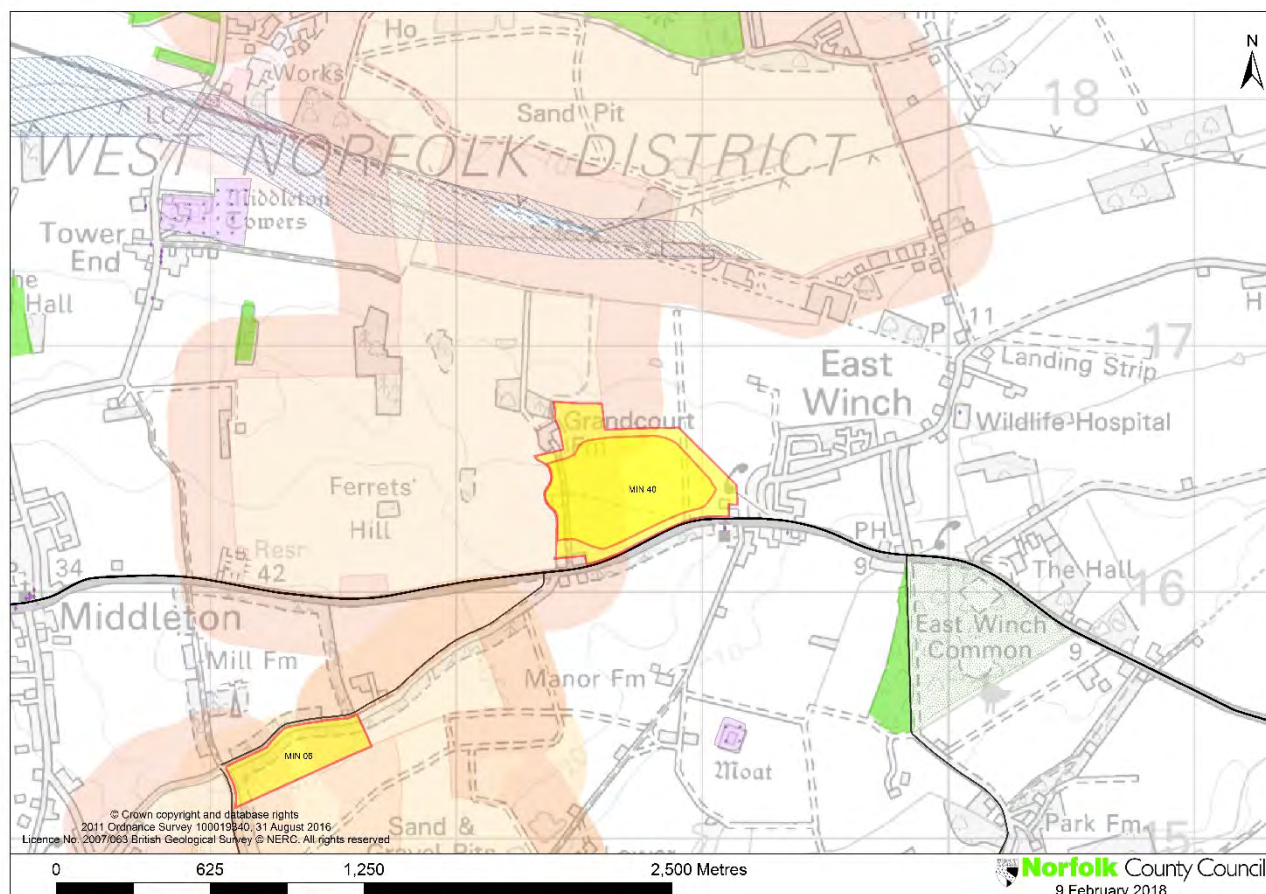 Ho
N
Works
18
Sand Pit
LC
WEST NORFOLK DISTRICT
Middleton
Towers
Tower
End
Hall
H
P
11
17
Landing Strip
East
Winch
Grandcourt
Fm
Wildlife Hospital
MIN 40
Ferrets'
Hill
PH
9
Resr
42
34
The Hall
16
Middleton
East Winch
Common
9
Mill Fm
Manor Fm
MIN 06
Moat
Sand &
Gravel Pits
Park Fm
15
© Crown copyright and database rights
2011 Ordnance Survey 100019340, 31 August 2016
Licence No. 2007/063 British Geological Survey © NERC. All rights reserved
0 625 1,250 2,500 Metres
Norfolk County Council
9 February 2018